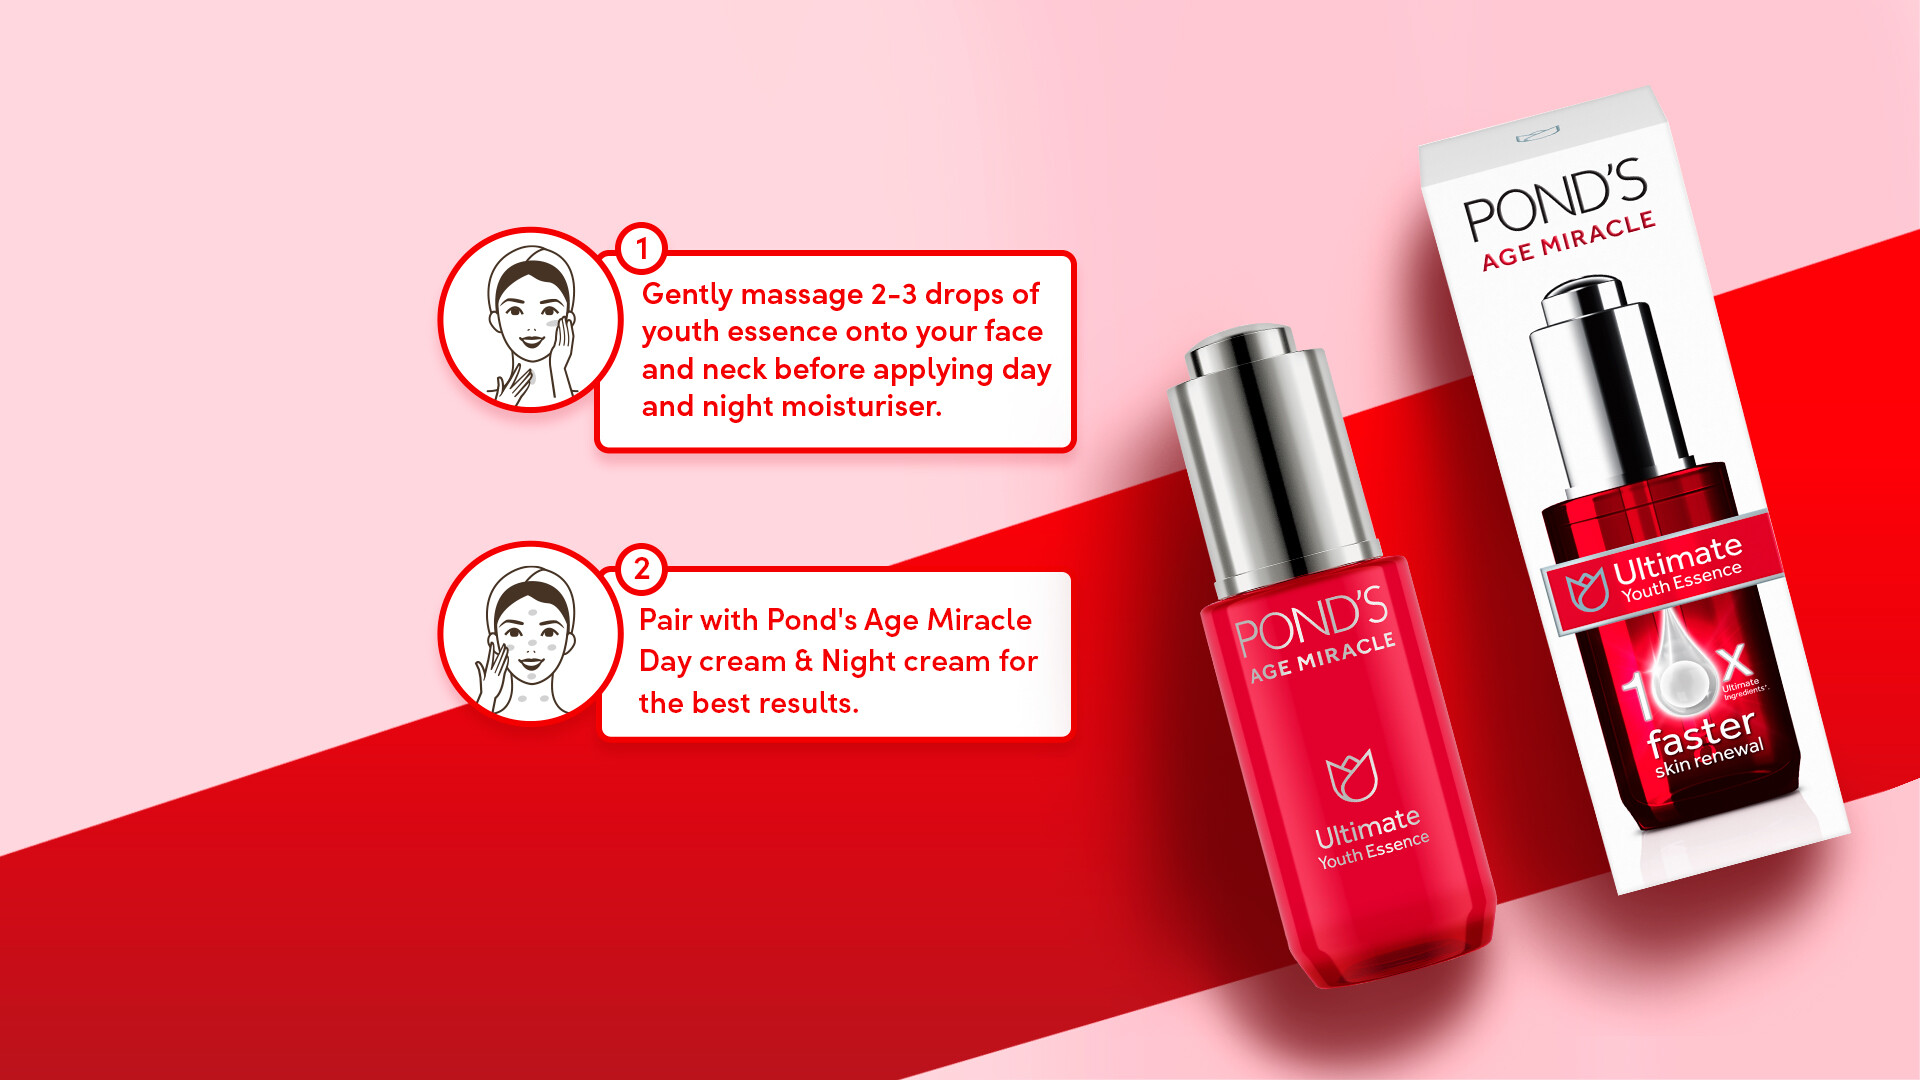 1
Gently massage 2-3 drops of
youth essence onto your face
and neck before applying day
and night moisturiser.
2
Pair with Pond's Age Miracle
Day cream & Night cream for
the best results.
POND'S
AGE MIRACLE
Ultimate
Youth Essence
POND'S
AGE MIRACLE
Ultimate
Youth Essence
10x
Ultimate
Ingredients*.
faster
skin renewal